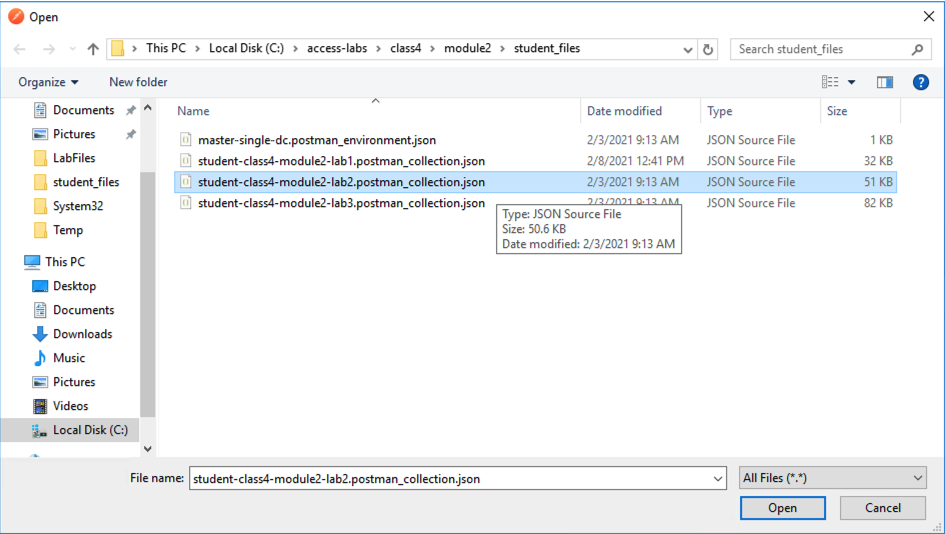 Open
This PC > Local Disk (C:) > access-labs > class4 > module2 > student_files
Search student_files
Organize New folder
Documents
Pictures
LabFiles
student_files
System32
Temp
This PC
Desktop
Documents
Downloads
Music
Pictures
Videos
Local Disk (C:)
Name Date modified Type Size
master-single-dc.postman_environment.json 2/3/2021 9:13 AM JSON Source File 1 KB
student-class4-module2-lab1.postman_collection.json 2/8/2021 12:41 PM JSON Source File 32 KB
student-class4-module2-lab2.postman_collection.json 2/3/2021 9:13 AM JSON Source File 51 KB
student-class4-module2-lab3.postman_collection.json 2/3/2021 9:13 AM JSON Source File 82 KB
Type: JSON Source File
Size: 50.6 KB
Date modified: 2/3/2021 9:13 AM
File name: student-class4-module2-lab2.postman_collection.json All Files (*.*)
Open Cancel